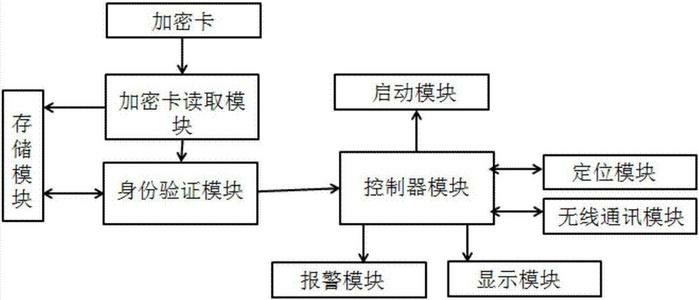 加密卡
加密卡读取模
块
存
储
模
块
身份验证模块
启动模块
控制器模块
定位模块
无线通讯模块
报警模块
显示模块